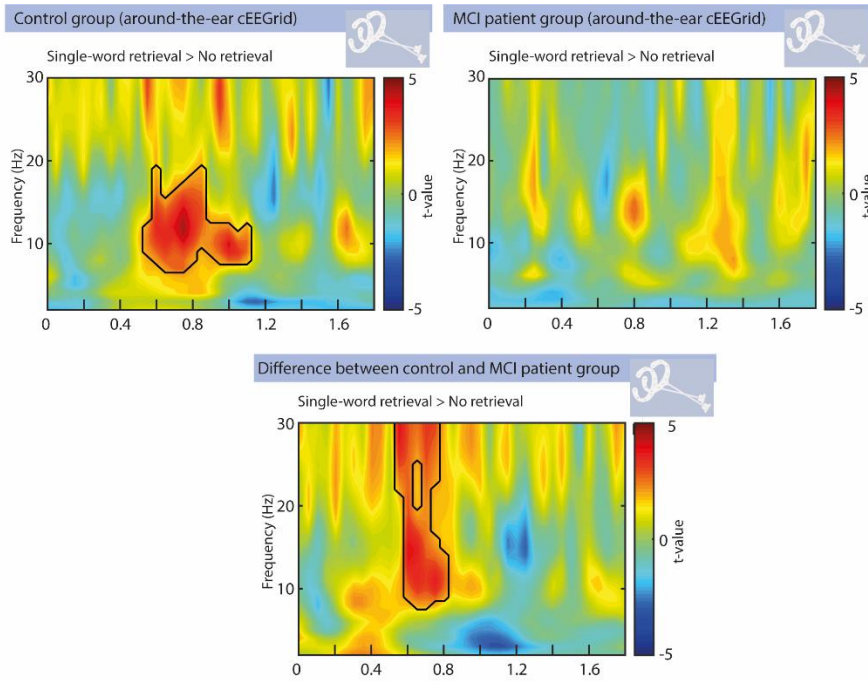 Control group (around-the-ear cEEGrid)
Single-word retrieval > No retrieval
30
20
10
Frequency (Hz)
0
0.4
0.8
1.2
1.6
5
0
-5
t-value
MCI patient group (around-the-ear cEEGrid)
Single-word retrieval > No retrieval
30
20
10
Frequency (Hz)
0
0.4
0.8
1.2
1.6
5
0
-5
t-value
Difference between control and MCI patient group
Single-word retrieval > No retrieval
30
20
10
Frequency (Hz)
0
0.4
0.8
1.2
1.6
5
0
-5
t-value